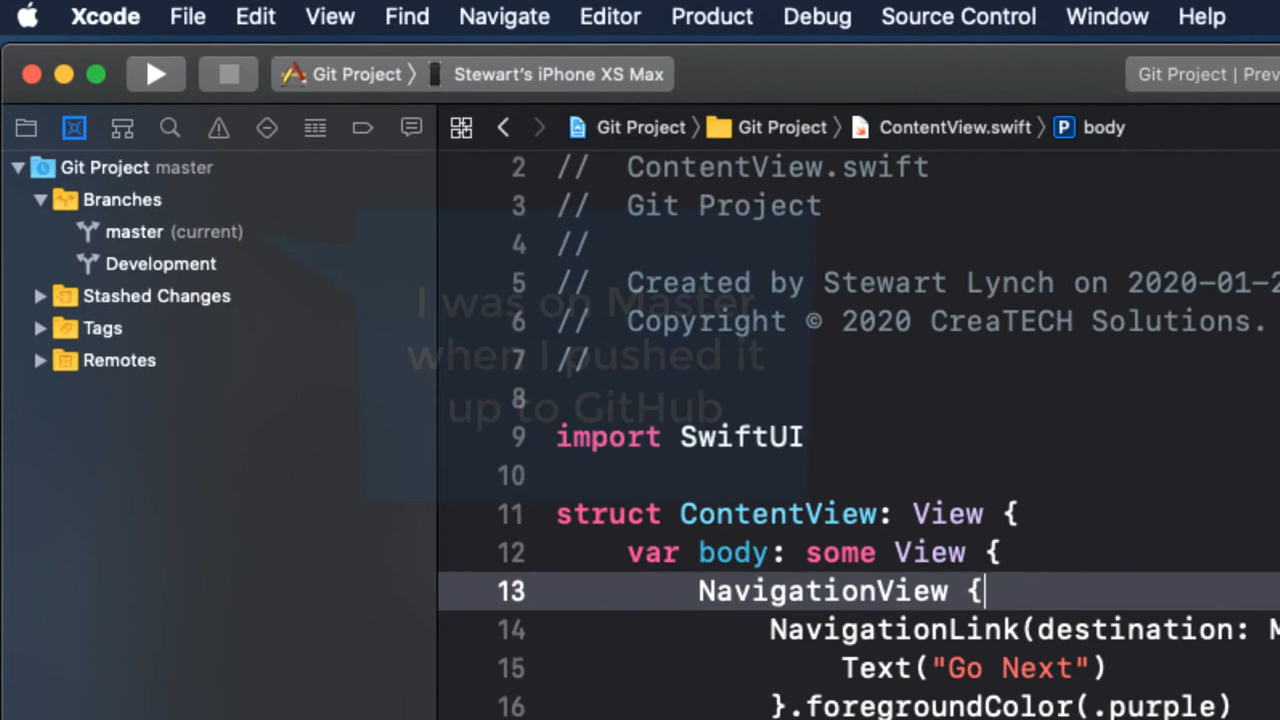 Xcode File Edit View Find Navigate Editor Product Debug Source Control Window Help
Git Project Stewart's iPhone XS Max Git Project | Prev
Git Project Git Project ContentView.swift P body
Git Project master
Branches
master (current)
Development
Stashed Changes
Tags
Remotes
I was on Master
when I pushed it
up to GitHub
2 // ContentView.swift
3 // Git Project
4 //
5 // Created by Stewart Lynch on 2020-01-2
6 // Copyright © 2020 CreaTECH Solutions.
7 //
8
9 import SwiftUI
10
11 struct ContentView: View {
12 var body: some View {
13 NavigationView {
14 NavigationLink(destination: M
15 Text("Go Next")
16 }.foregroundColor(.purple)